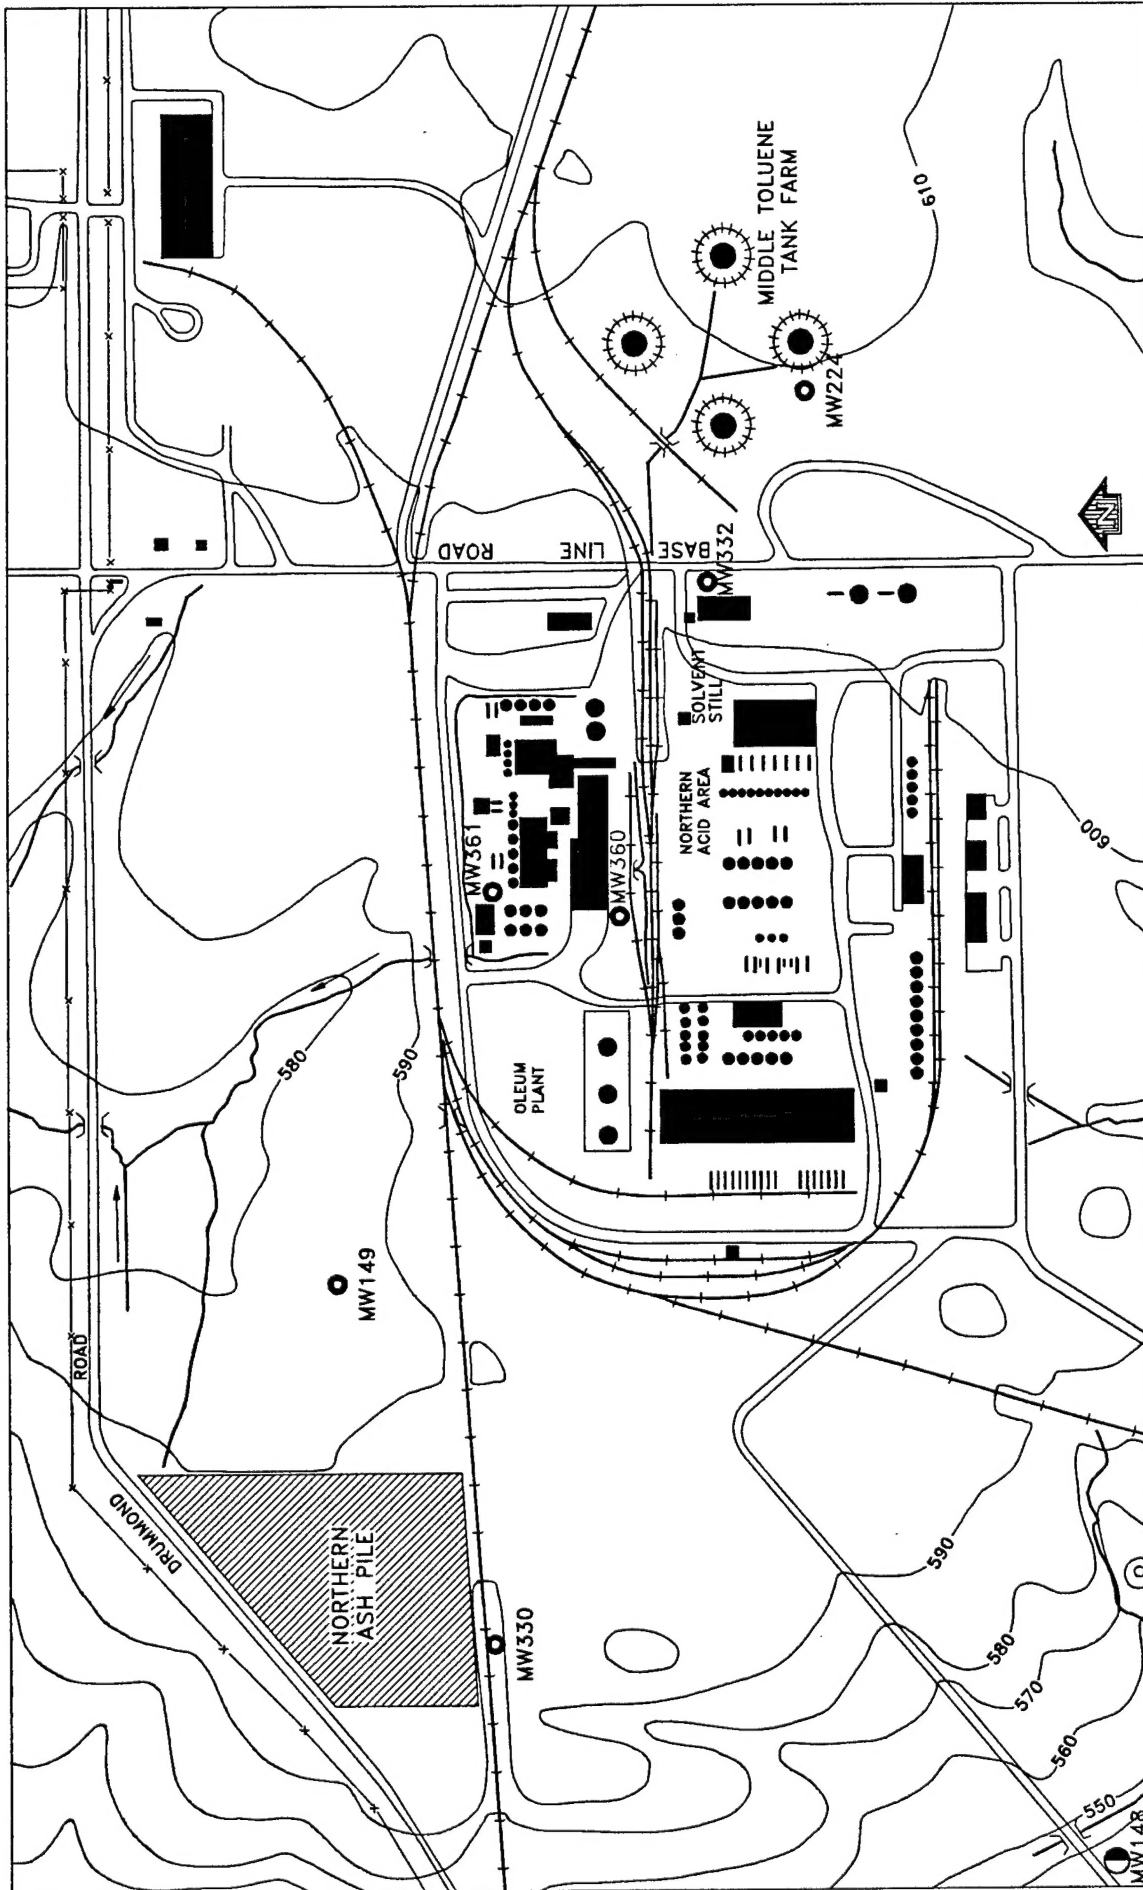 MIDDLE TOLUENE
TANK FARM
610
MW224
N
ROAD
LINE
BASE
MW332
SOLVENT
STILL
NORTHERN
ACID AREA
MW361
MW360
600
580
590
OLEUM
PLANT
MW149
ROAD
DRUMMOND
NORTHERN
ASH PILE
MW330
590
580
570
560
550
MW148